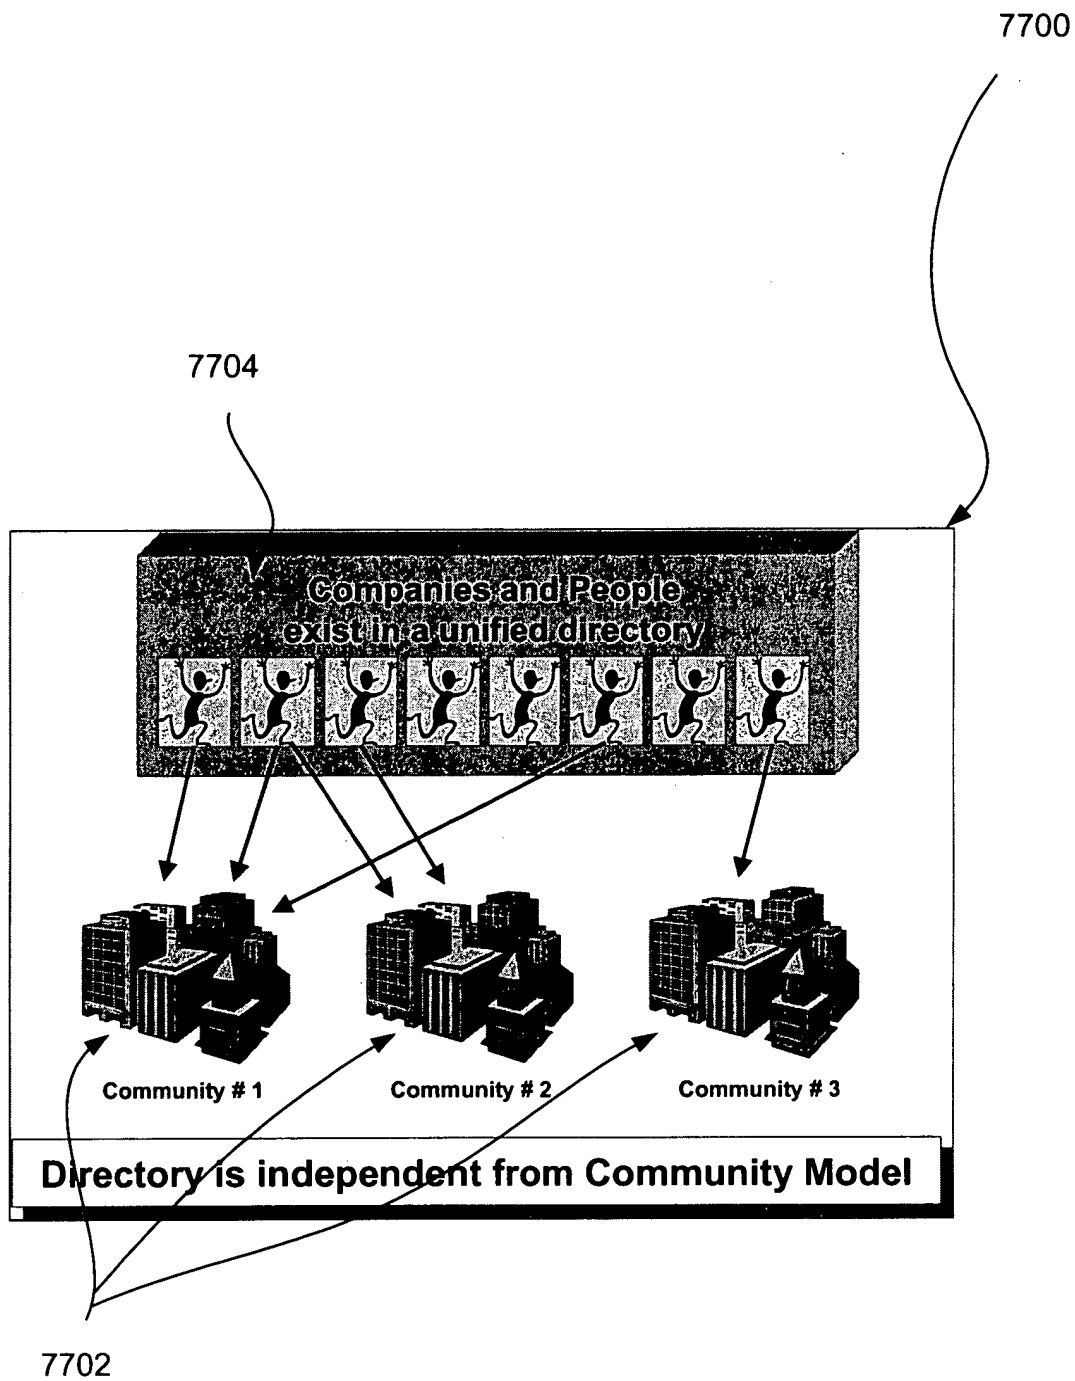 7700
7704
Companies and People
exist in a unified directory
Community # 1
Community # 2
Community # 3
Directory is independent from Community Model
7702